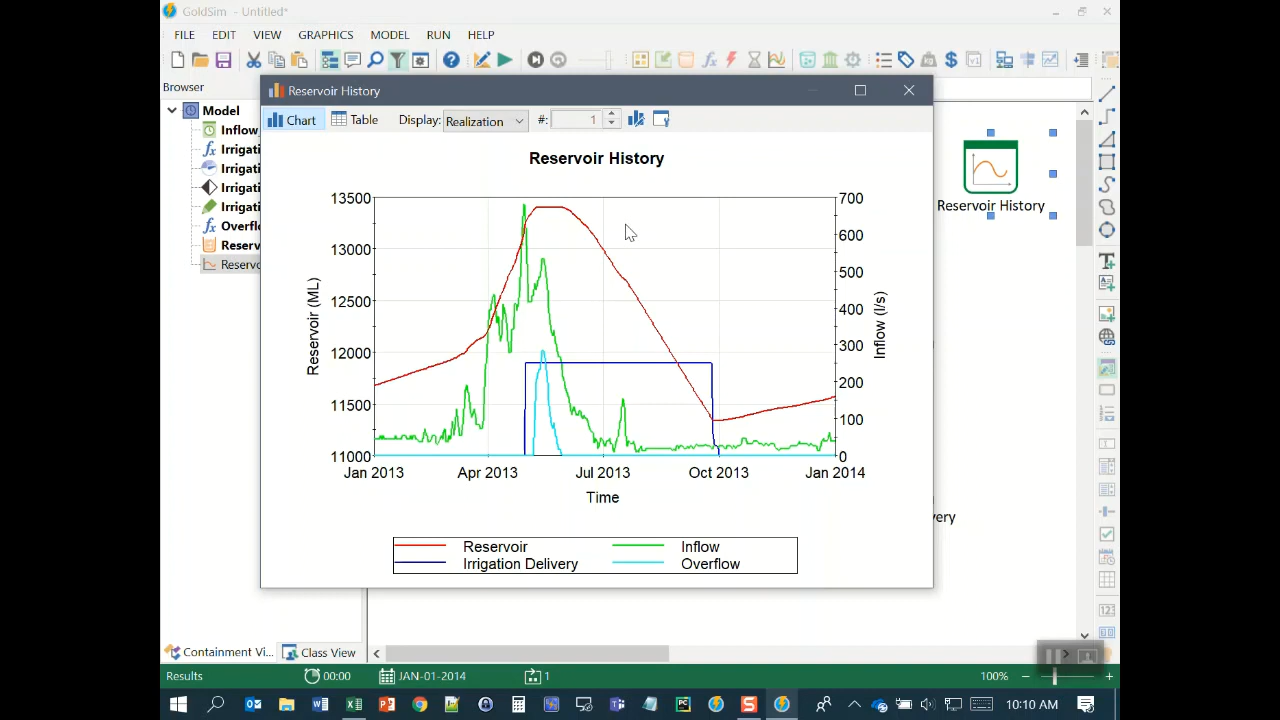 GoldSim - Untitled*
FILE EDIT VIEW GRAPHICS MODEL RUN HELP
Browser
Reservoir History
Model
Chart Table Display: Realization #: 1
Inflow
Irrigati
Irrigati
Irrigati
Irrigati
Overflo
Reserv
Reservo
Reservoir History
Reservoir History
13500
13000
12500
12000
11500
11000
Reservoir (ML)
700
600
500
400
300
200
100
0
Inflow (l/s)
Jan 2013 Apr 2013 Jul 2013 Oct 2013 Jan 2014
Time
Reservoir Inflow
Irrigation Delivery Overflow
very
Containment Vi... Class View
Results 00:00 JAN-01-2014 1 100%
10:10 AM